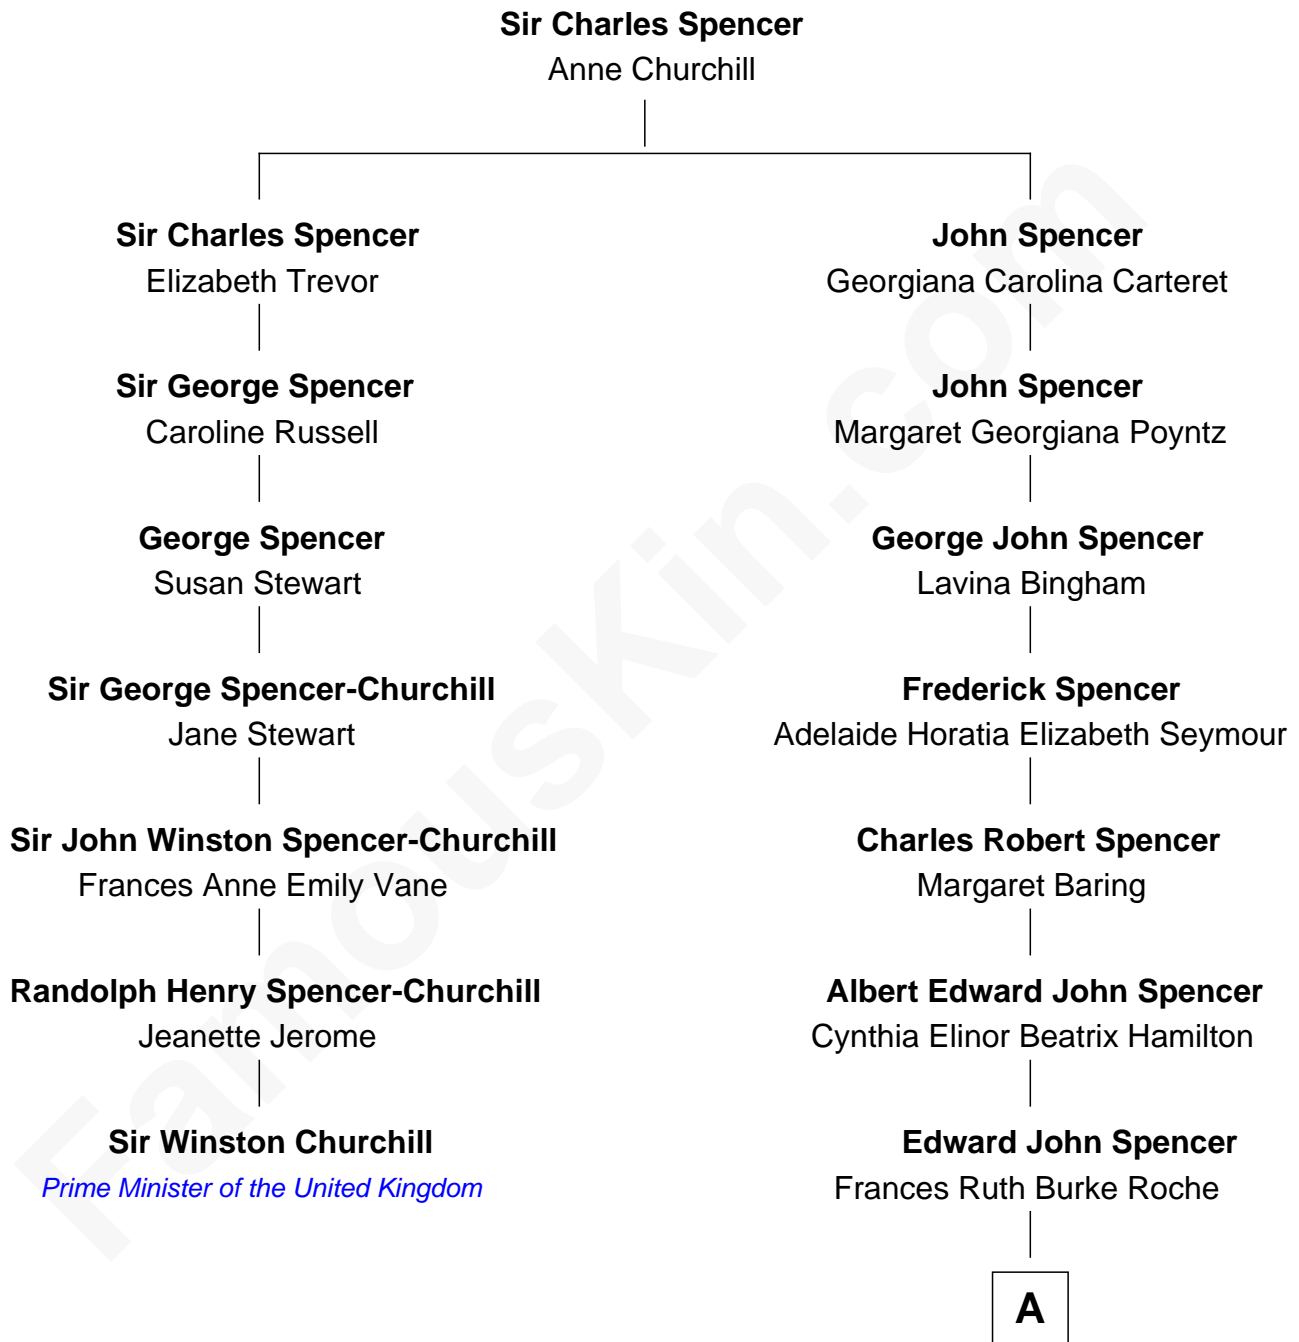 Sir Charles Spencer
Anne Churchill
Sir Charles Spencer
Elizabeth Trevor
John Spencer
Georgiana Carolina Carteret
Sir George Spencer
Caroline Russell
John Spencer
Margaret Georgiana Poyntz
George Spencer
Susan Stewart
George John Spencer
Lavina Bingham
Sir George Spencer-Churchill
Jane Stewart
Frederick Spencer
Adelaide Horatia Elizabeth Seymour
Sir John Winston Spencer-Churchill
Frances Anne Emily Vane
Charles Robert Spencer
Margaret Baring
Randolph Henry Spencer-Churchill
Jeanette Jerome
Albert Edward John Spencer
Cynthia Elinor Beatrix Hamilton
Sir Winston Churchill
Prime Minister of the United Kingdom
Edward John Spencer
Frances Ruth Burke Roche
A
FamousKin.com